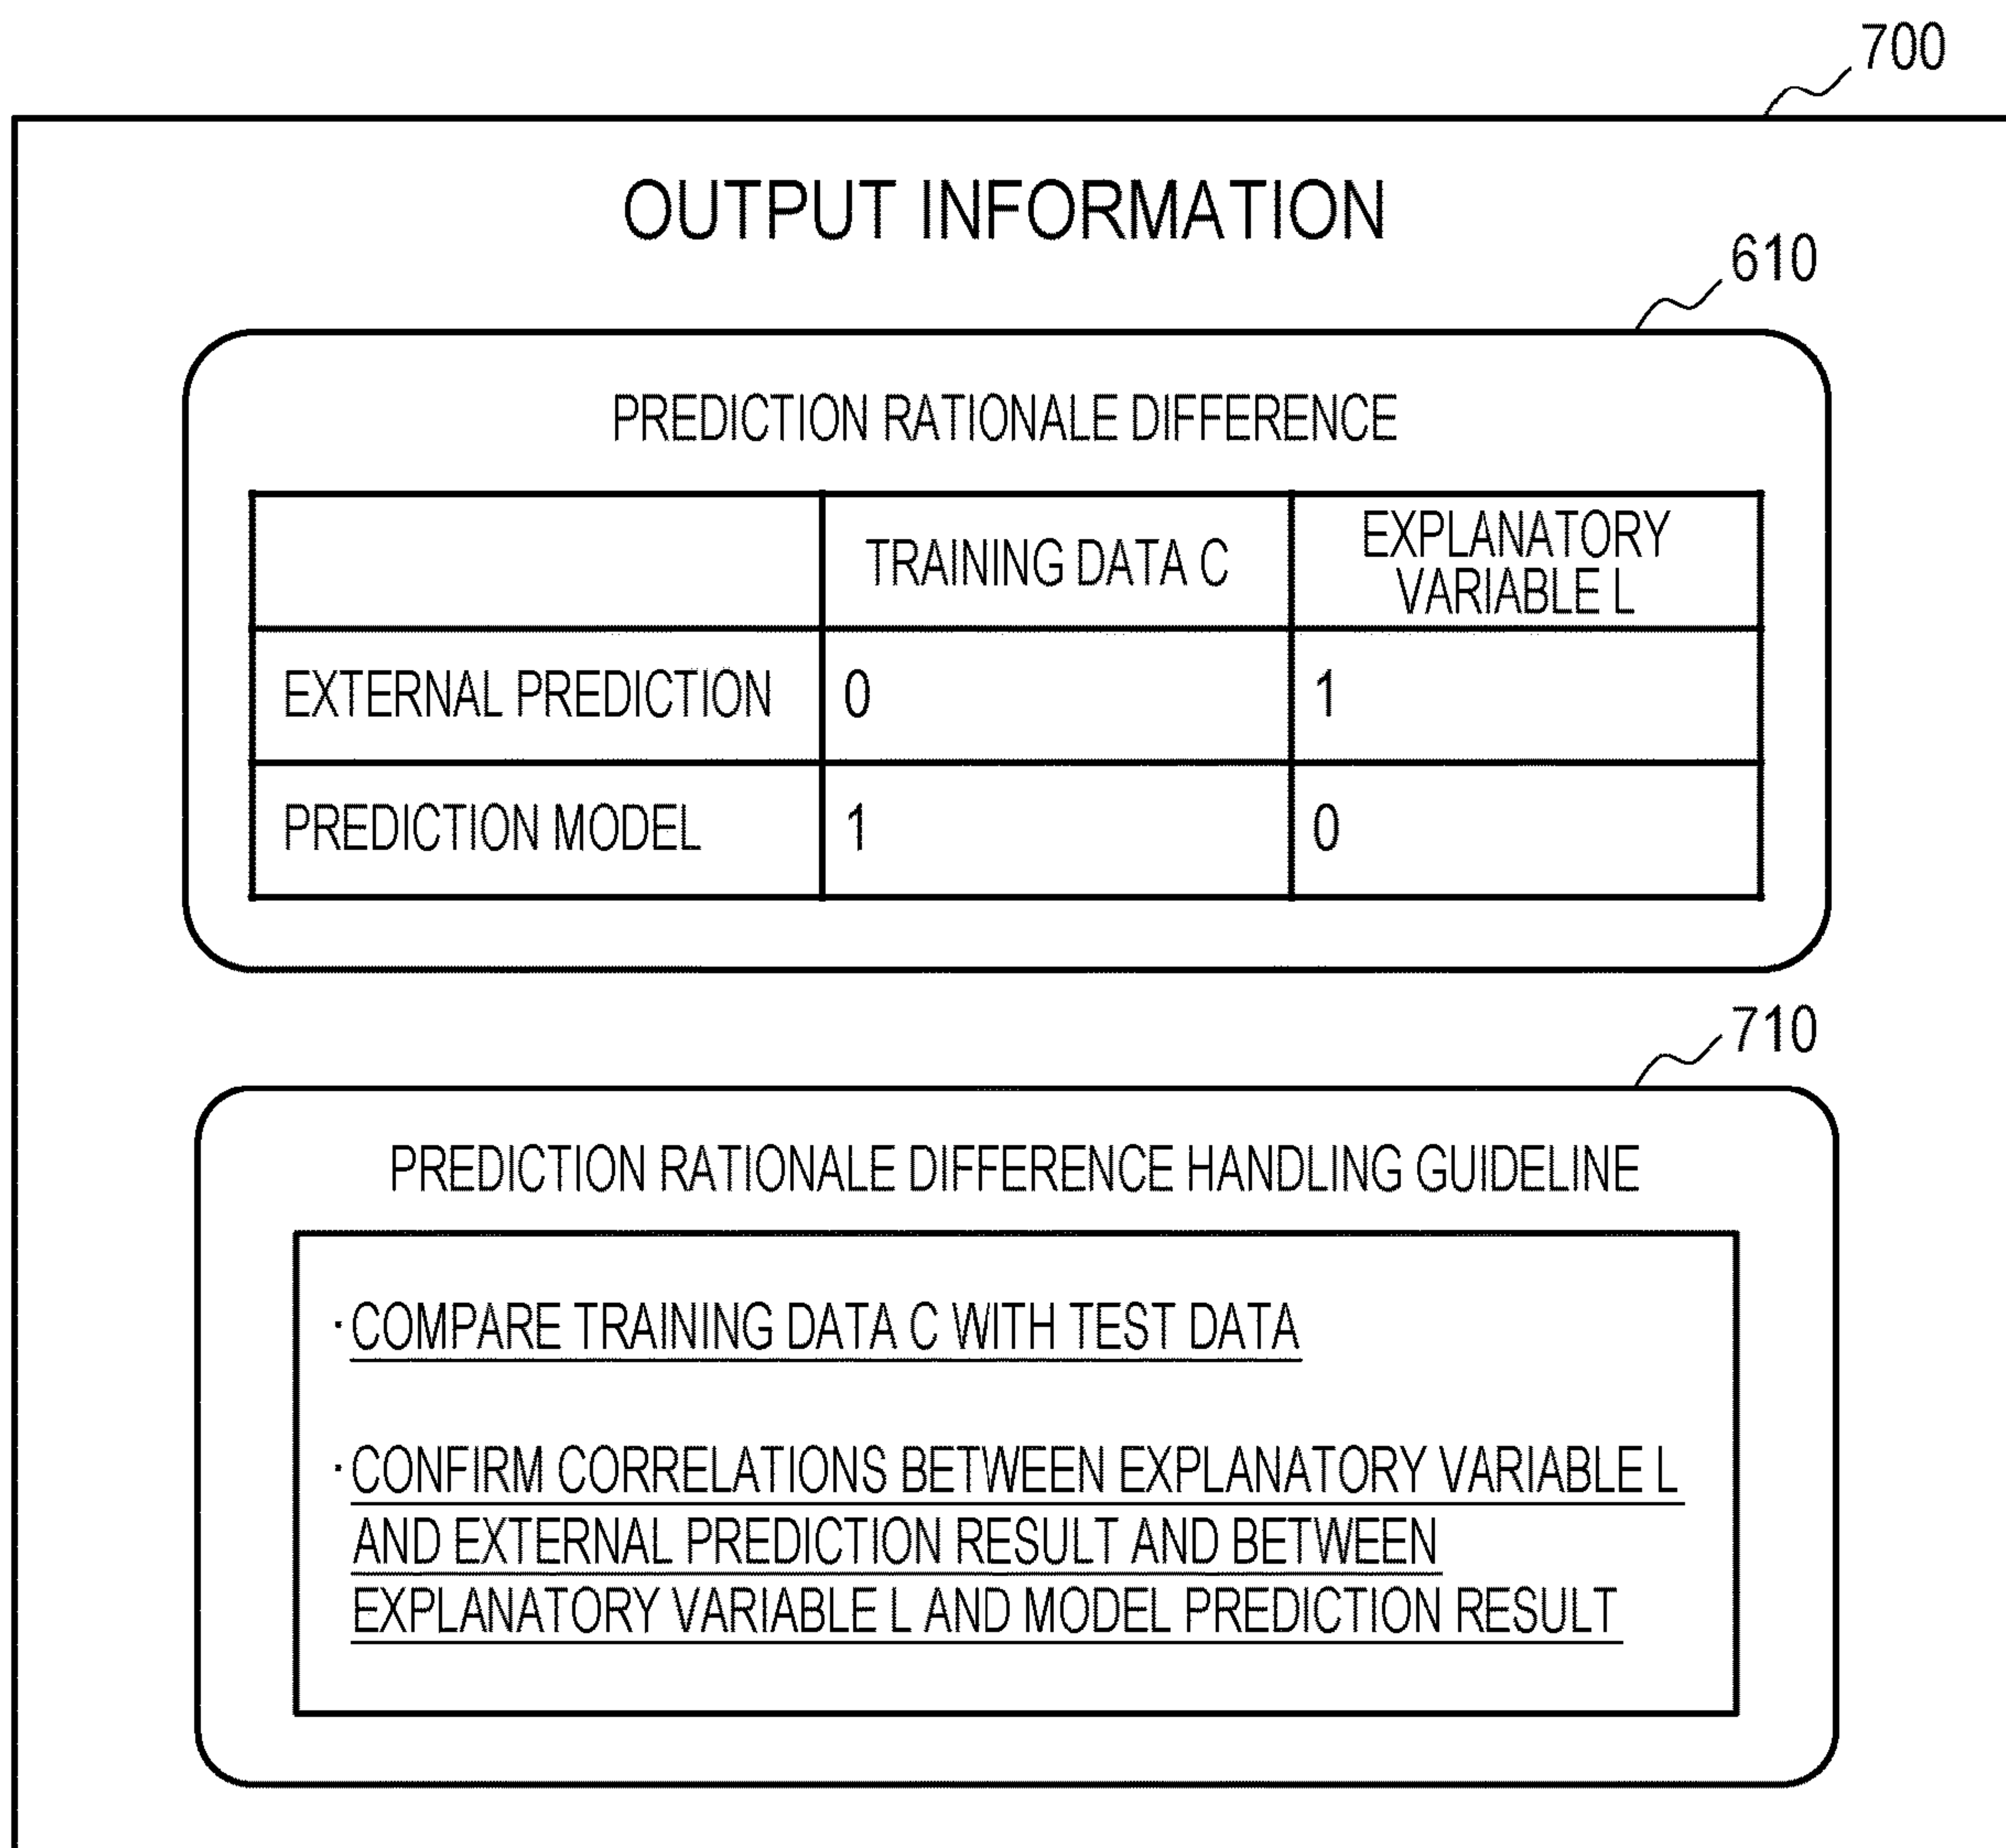 700
OUTPUT INFORMATION
610
PREDICTION RATIONALE DIFFERENCE
TRAINING DATA C
EXPLANATORY
VARIABLE L
EXTERNAL PREDICTION 0 1
PREDICTION MODEL 1 0
710
PREDICTION RATIONALE DIFFERENCE HANDLING GUIDELINE
·COMPARE TRAINING DATA C WITH TEST DATA
·CONFIRM CORRELATIONS BETWEEN EXPLANATORY VARIABLE L
AND EXTERNAL PREDICTION RESULT AND BETWEEN
EXPLANATORY VARIABLE L AND MODEL PREDICTION RESULT